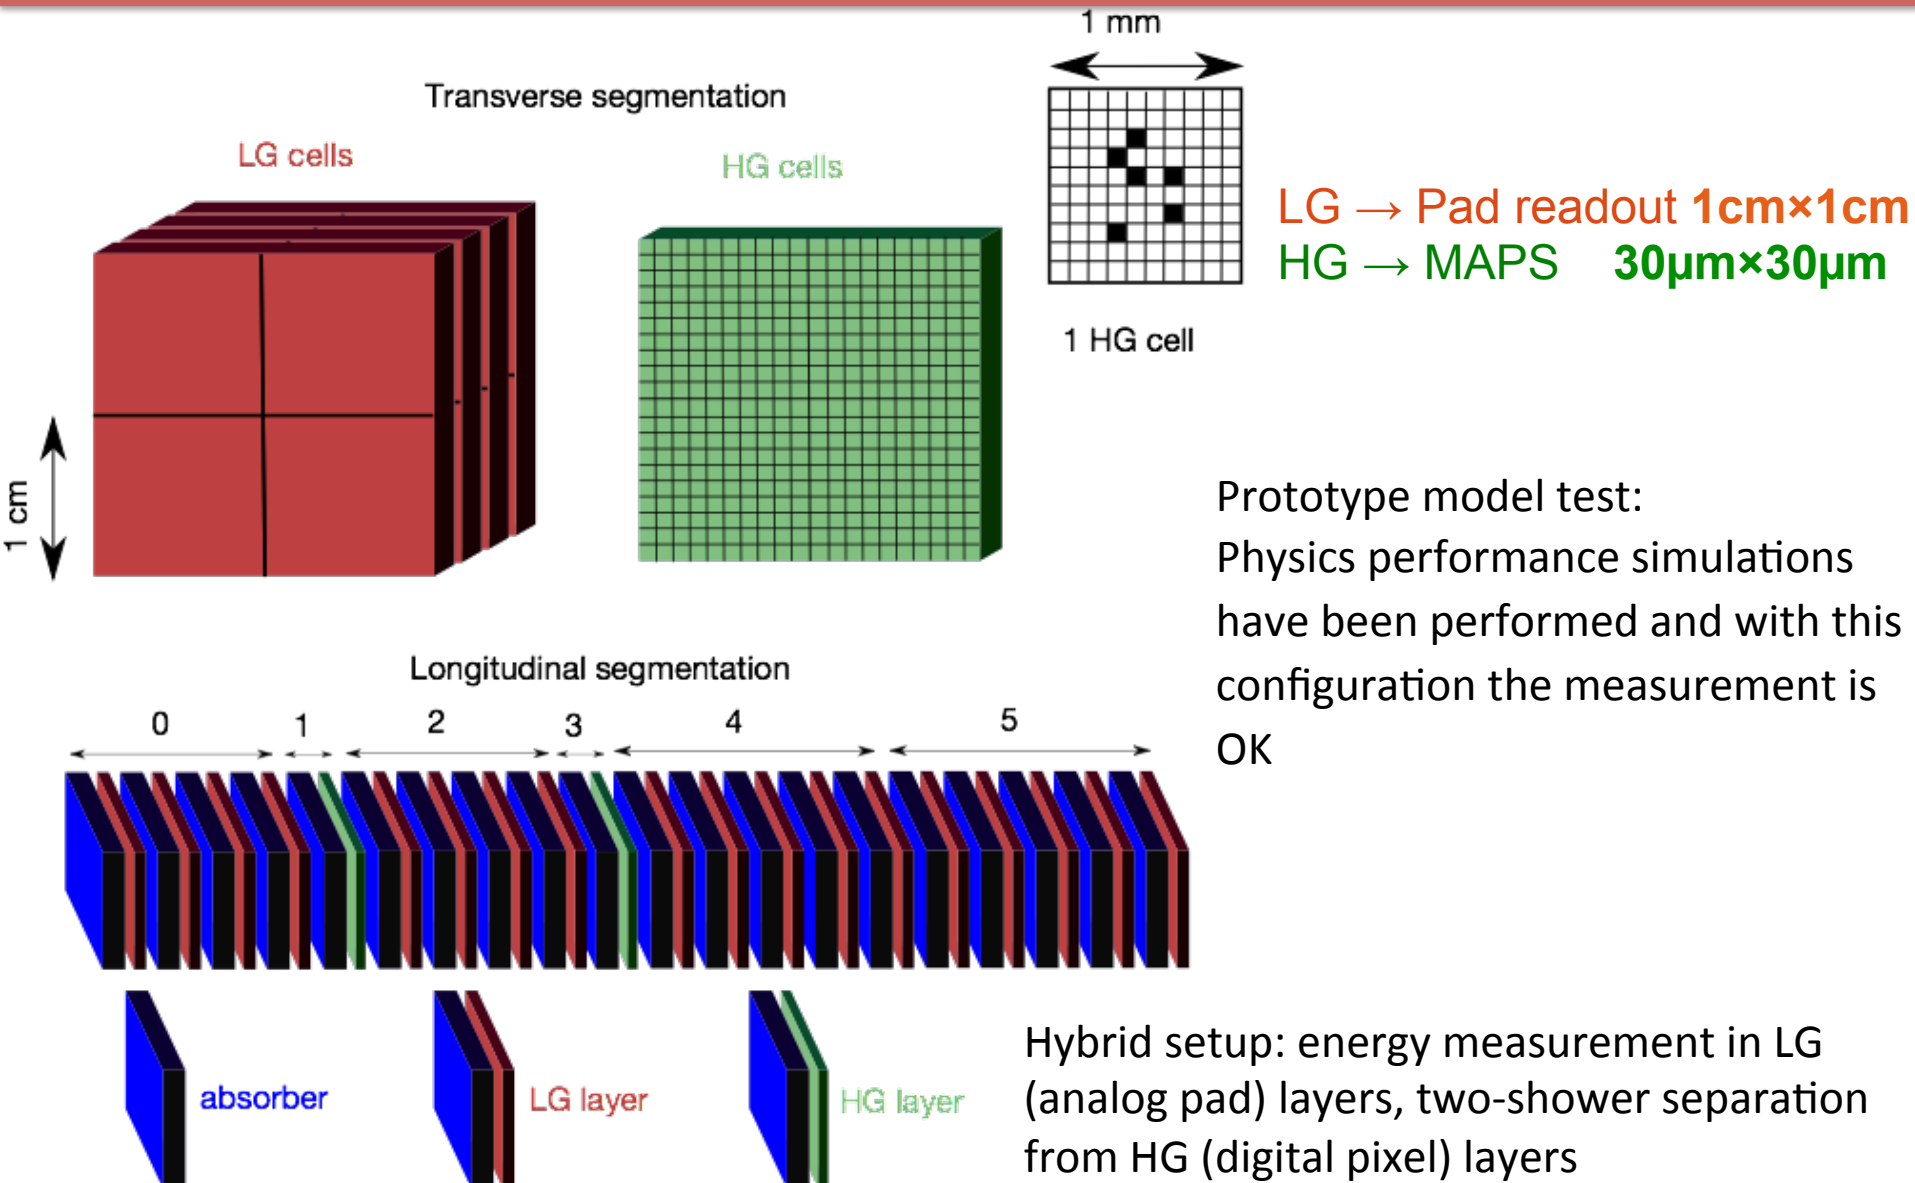 1 mm
Transverse segmentation
LG cells
HG cells
LG → Pad readout 1cm×1cm
HG → MAPS 30µm×30µm
1 HG cell
1 cm
Prototype model test:
Physics performance simulations
have been performed and with this
configuration the measurement is
OK
Longitudinal segmentation
0 1 2 3 4 5
absorber
LG layer
HG layer
Hybrid setup: energy measurement in LG
(analog pad) layers, two-shower separation
from HG (digital pixel) layers